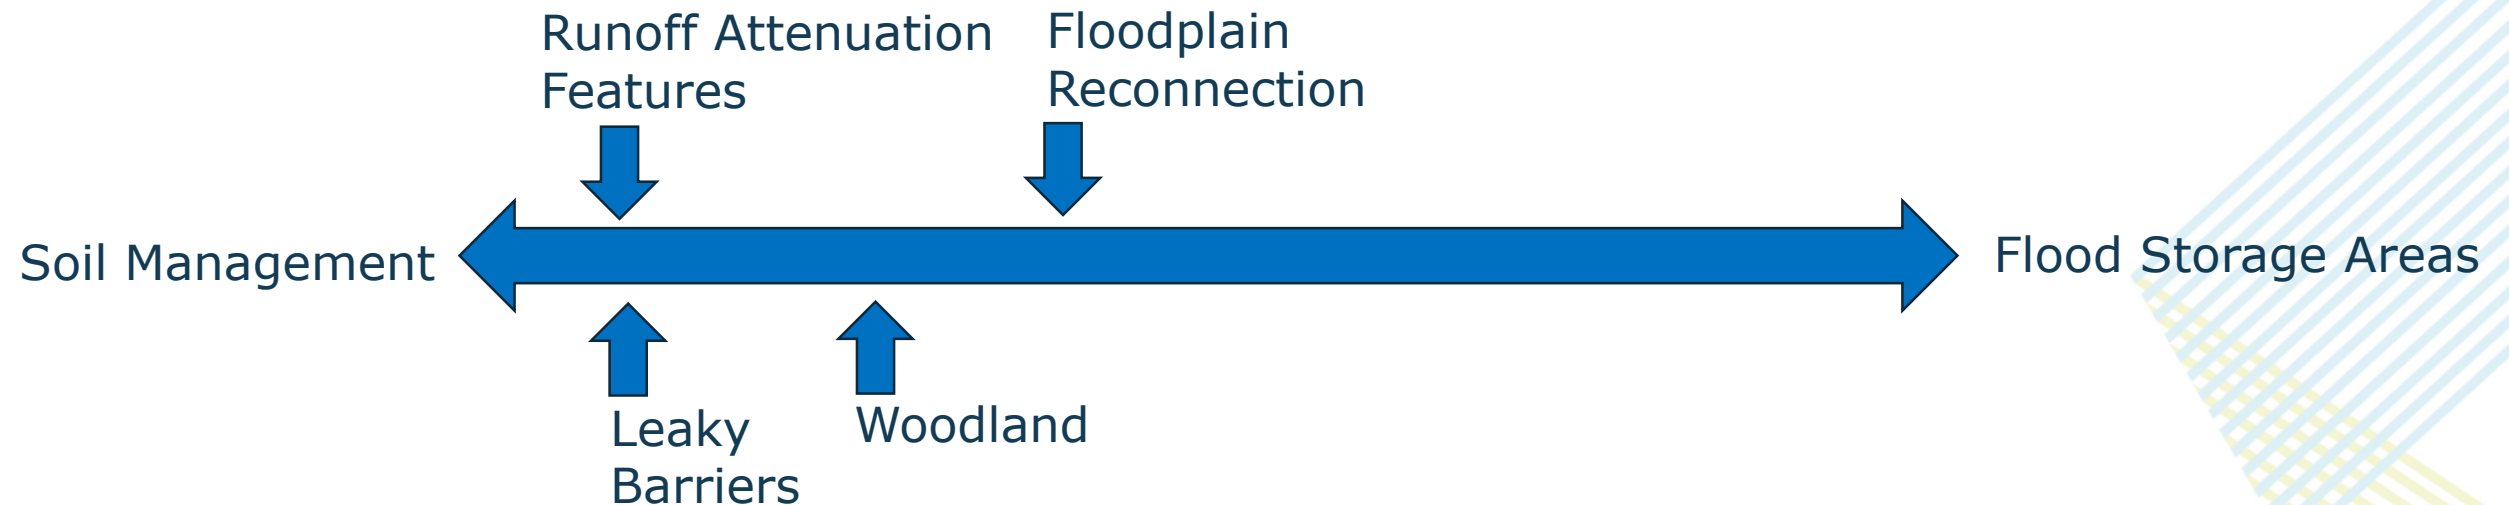 Runoff Attenuation
Features
Floodplain
Reconnection
Soil Management
Flood Storage Areas
Leaky
Barriers
Woodland